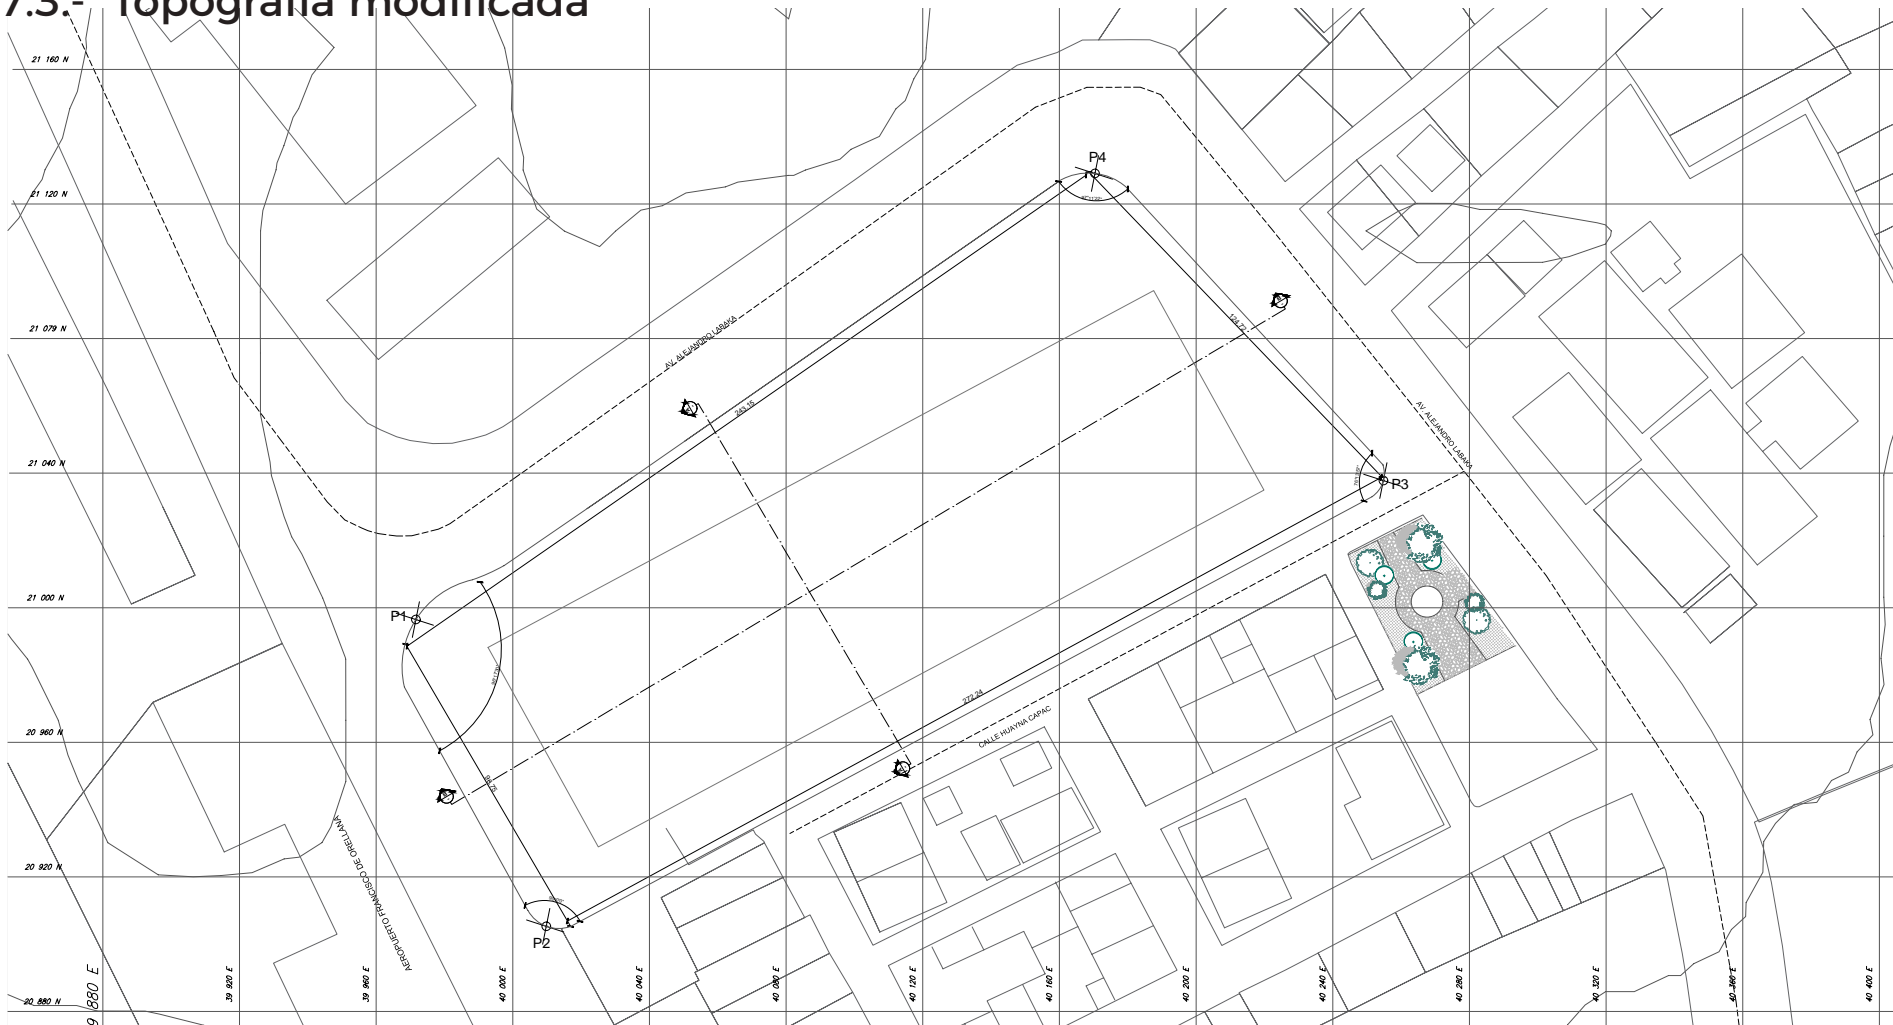 7.3.- Topografía modificada
21 160 N
21 120 N
21 079 N
21 040 N
21 000 N
20 960 N
20 920 N
20 880 N
P4
AV. ALEJANDRO LABAKA
243.15
124.72
AV. ALEJANDRO LABAKA
P3
P1
272.24
CALLE HUAYNA CAPAC
P2
AEROPUERTO FRANCISCO DE ORELLANA
9 880 E
39 920 E
39 960 E
40 000 E
40 040 E
40 080 E
40 120 E
40 160 E
40 200 E
40 240 E
40 280 E
40 320 E
40 360 E
40 400 E